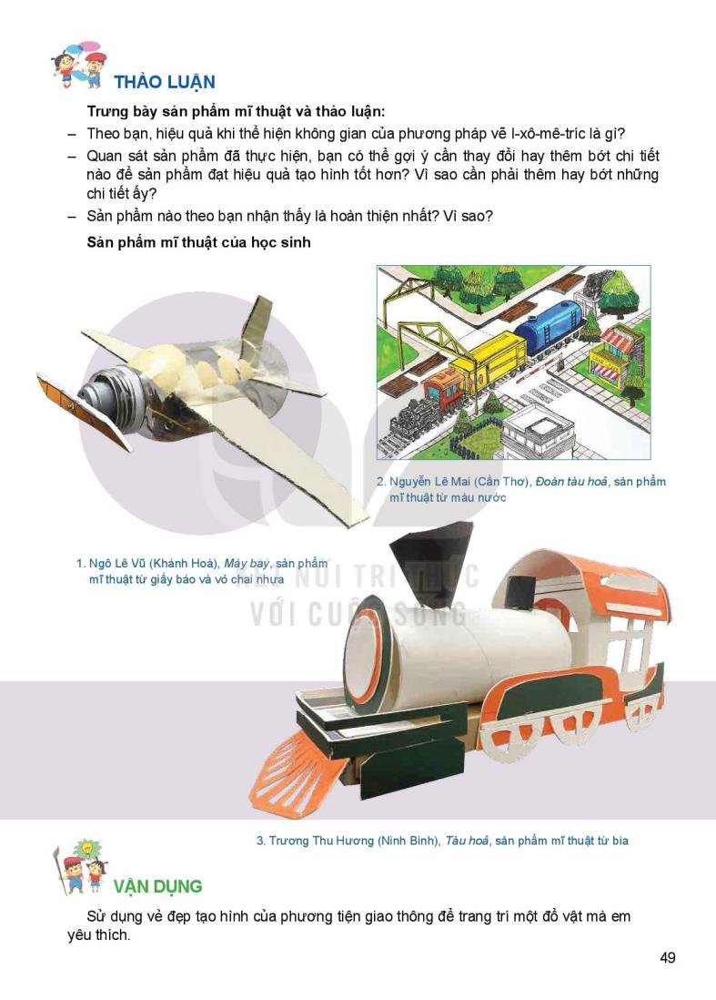 THẢO LUẬN
Trưng bày sản phẩm mĩ thuật và thảo luận:
– Theo bạn, hiệu quả khi thể hiện không gian của phương pháp vẽ I-xô-mê-tríc là gì?
– Quan sát sản phẩm đã thực hiện, bạn có thể gợi ý cần thay đổi hay thêm bớt chi tiết
nào để sản phẩm đạt hiệu quả tạo hình tốt hơn? Vì sao cần phải thêm hay bớt những
chi tiết ấy?
– Sản phẩm nào theo bạn nhận thấy là hoàn thiện nhất? Vì sao?
Sản phẩm mĩ thuật của học sinh
2. Nguyễn Lê Mai (Cần Thơ), Đoàn tàu hoả, sản phẩm
mĩ thuật từ màu nước
1. Ngô Lê Vũ (Khánh Hoà), Máy bay, sản phẩm
mĩ thuật từ giấy báo và vỏ chai nhựa
KẾT NỐI TRI THỨC
VỚI CUỘC SỐNG
3. Trương Thu Hương (Ninh Bình), Tàu hoả, sản phẩm mĩ thuật từ bìa
VẬN DỤNG
Sử dụng vẻ đẹp tạo hình của phương tiện giao thông để trang trí một đồ vật mà em
yêu thích.
49